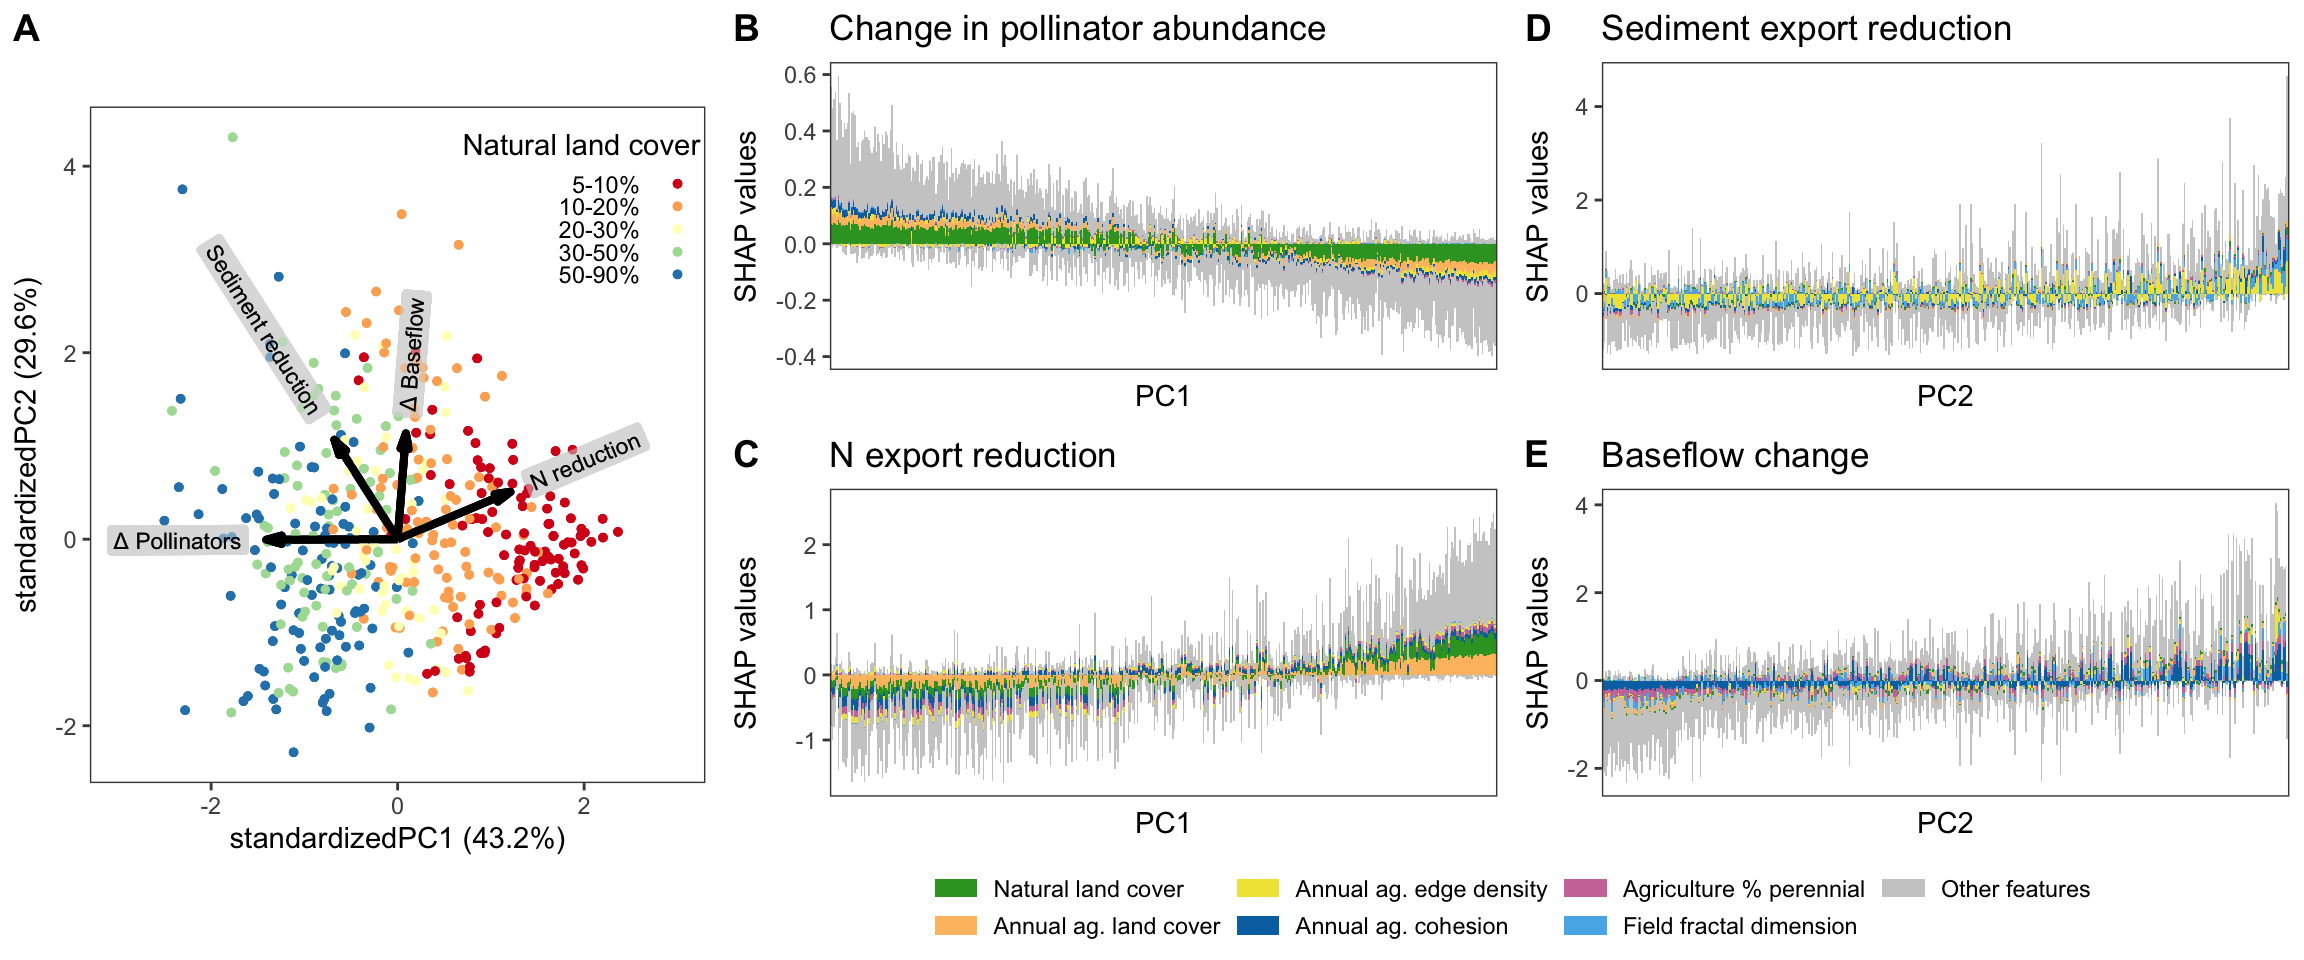 A
Natural land cover
5-10%
10-20%
20-30%
30-50%
50-90%
Sediment reduction
Δ Baseflow
N reduction
Δ Pollinators
standardizedPC2 (29.6%)
4
2
0
-2
-2
0
2
standardizedPC1 (43.2%)
B
Change in pollinator abundance
SHAP values
0.6
0.4
0.2
0.0
-0.2
-0.4
PC1
C
N export reduction
SHAP values
2
1
0
-1
PC1
D
Sediment export reduction
SHAP values
4
2
0
PC2
E
Baseflow change
SHAP values
4
2
0
-2
PC2
Natural land cover
Annual ag. edge density
Agriculture % perennial
Other features
Annual ag. land cover
Annual ag. cohesion
Field fractal dimension